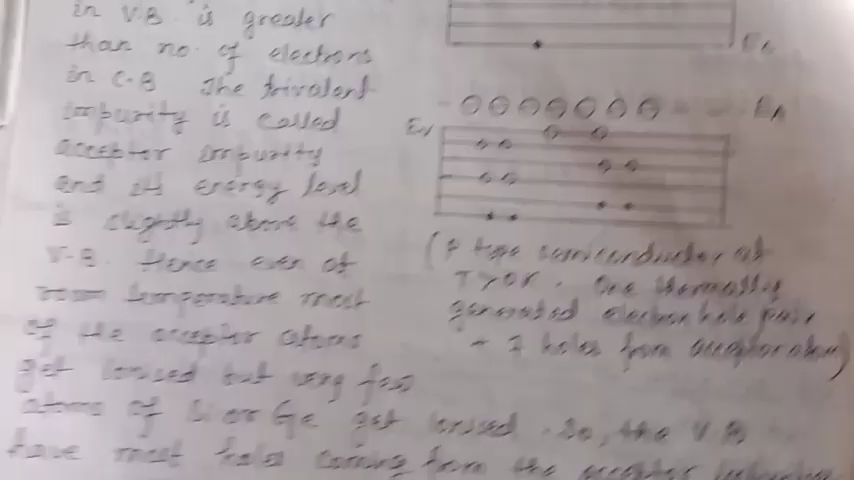 in V.B. is greater
than no. of electrons
in C-B The trivalent
impurity is called
acceptor impurity
and its energy level
is slightly above the
V-B. Hence even at
room temperature most
of the acceptor atoms
get ionised but very few
atoms of Si or Ge get ionised. So, the V.B
have most holes coming from the acceptor
Ec
EA
Ev
(p type semiconductor at
T>0K. One thermally
generated electron hole pair
+ 7 holes from acceptor atom)